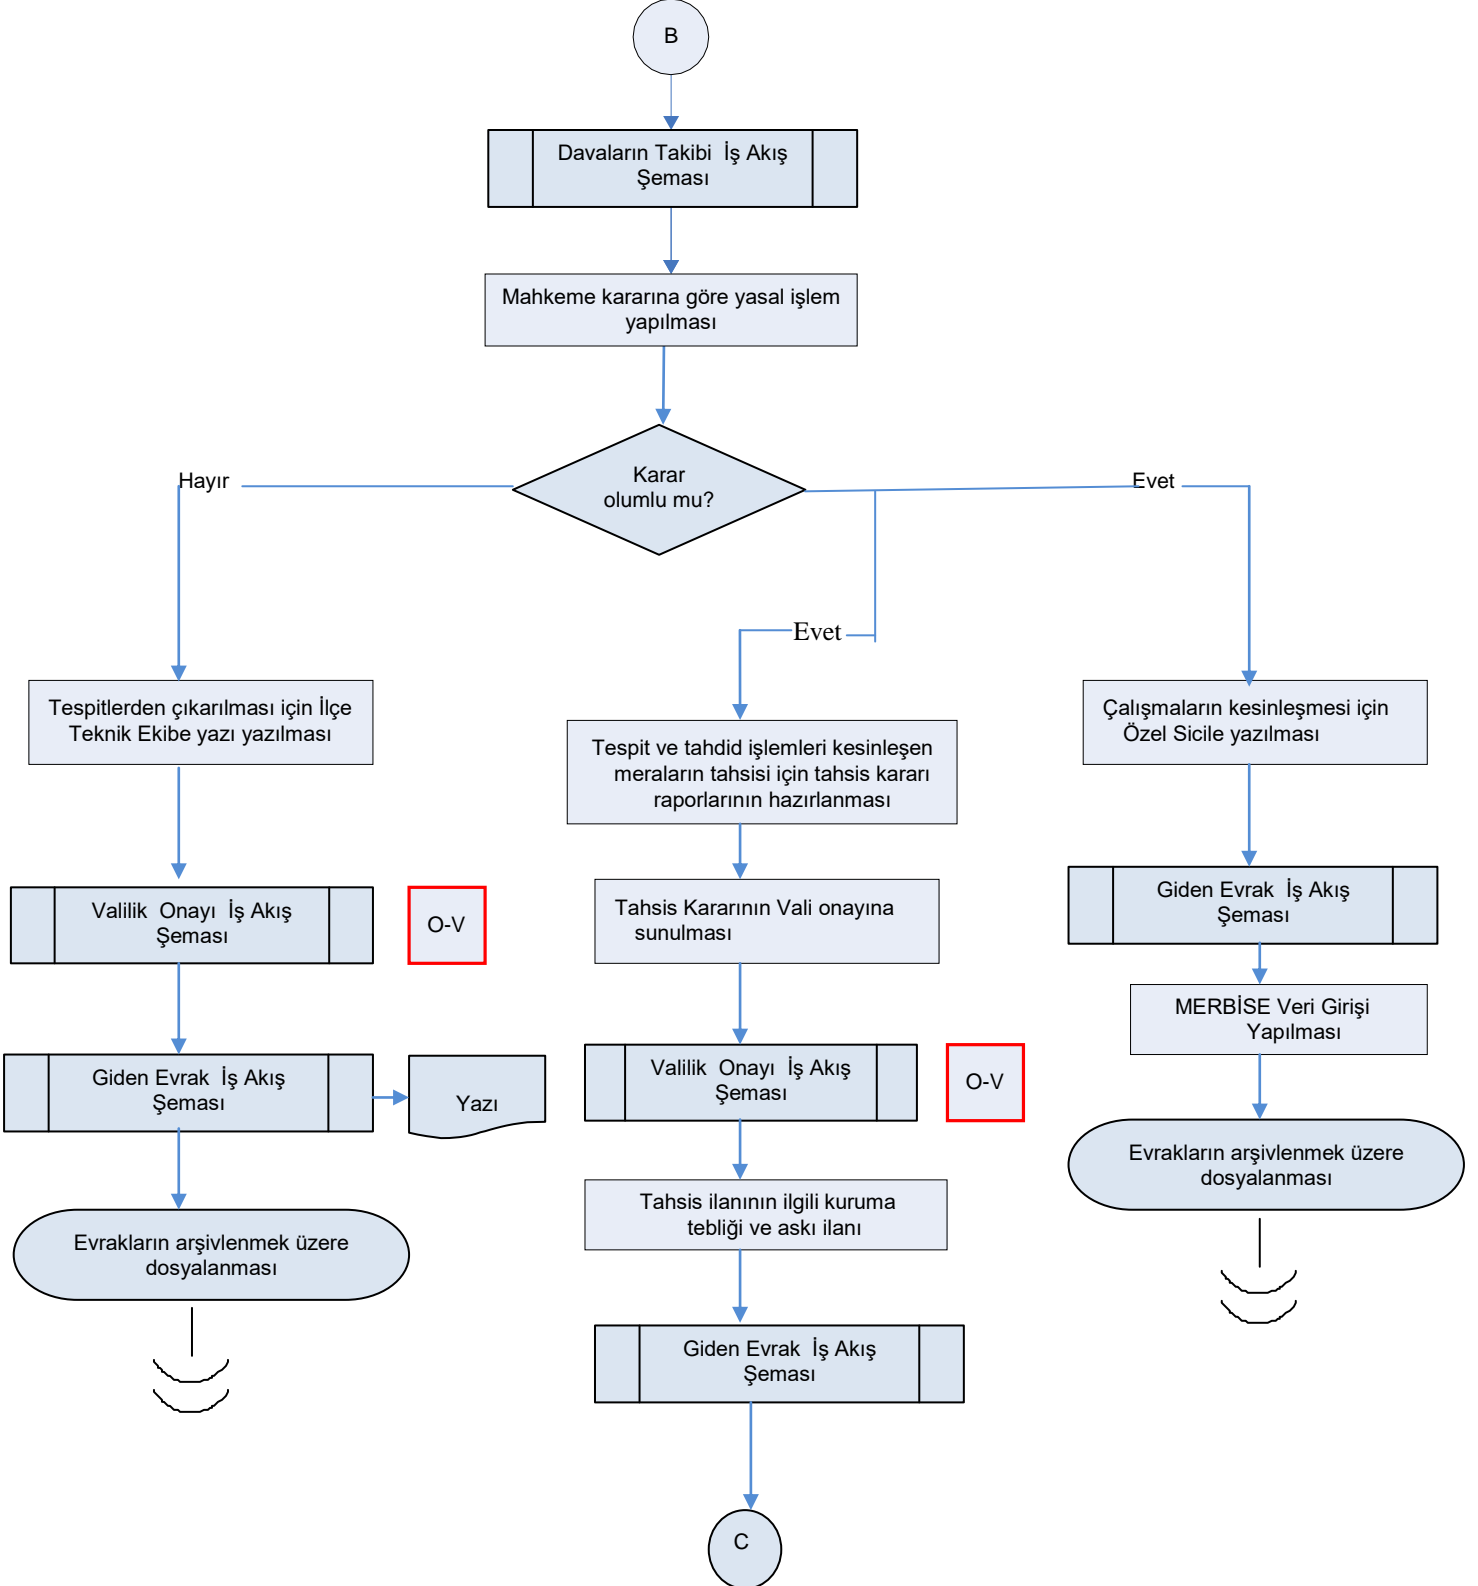 B
Davaların Takibi İş Akış
Şeması
Mahkeme kararına göre yasal işlem
yapılması
Karar
olumlu mu?
Hayır
Evet
Evet
Tespitlerden çıkarılması için İlçe
Teknik Ekibe yazı yazılması
Valilik Onayı İş Akış
Şeması
O-V
Giden Evrak İş Akış
Şeması
Yazı
Evrakların arşivlenmek üzere
dosyalanması
Tespit ve tahdid işlemleri kesinleşen
meraların tahsisi için tahsis kararı
raporlarının hazırlanması
Tahsis Kararının Vali onayına
sunulması
Valilik Onayı İş Akış
Şeması
O-V
Tahsis ilanının ilgili kuruma
tebliği ve askı ilanı
Giden Evrak İş Akış
Şeması
C
Çalışmaların kesinleşmesi için
Özel Sicile yazılması
Giden Evrak İş Akış
Şeması
MERBİSE Veri Girişi
Yapılması
Evrakların arşivlenmek üzere
dosyalanması